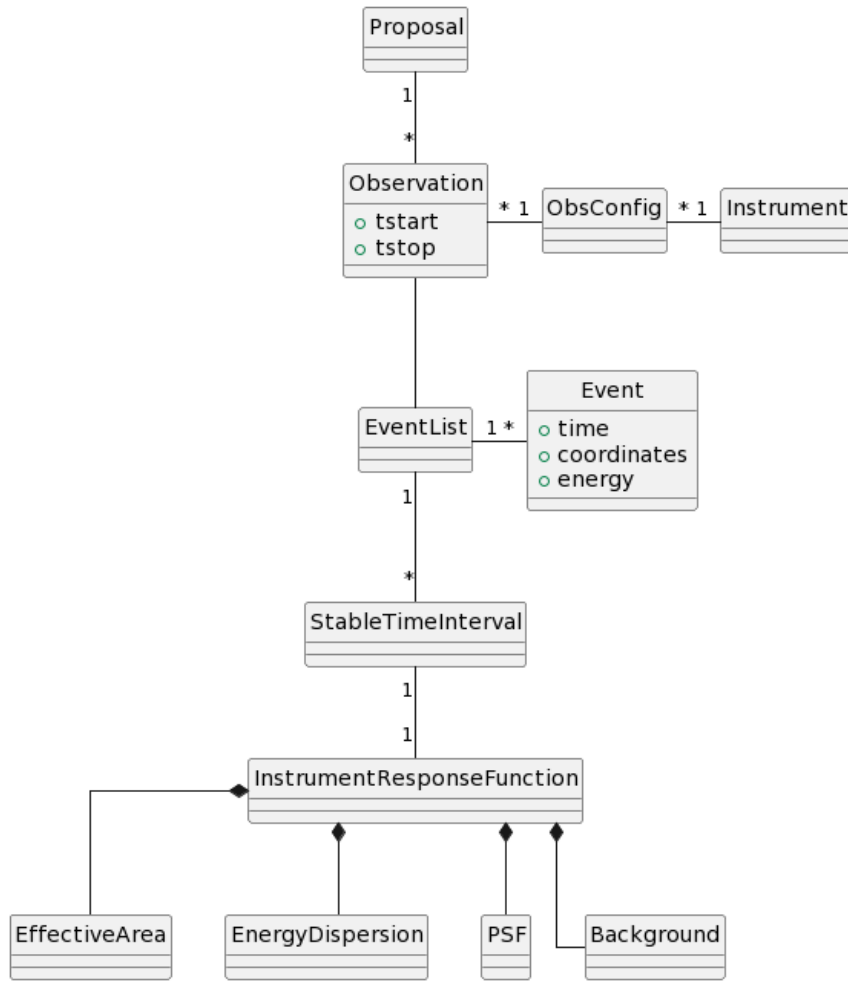 Proposal
1
*
Observation
tstart
tstop
* 1
ObsConfig
* 1
Instrument
EventList
1 *
Event
time
coordinates
energy
1
*
StableTimeInterval
1
1
InstrumentResponseFunction
EffectiveArea
EnergyDispersion
PSF
Background